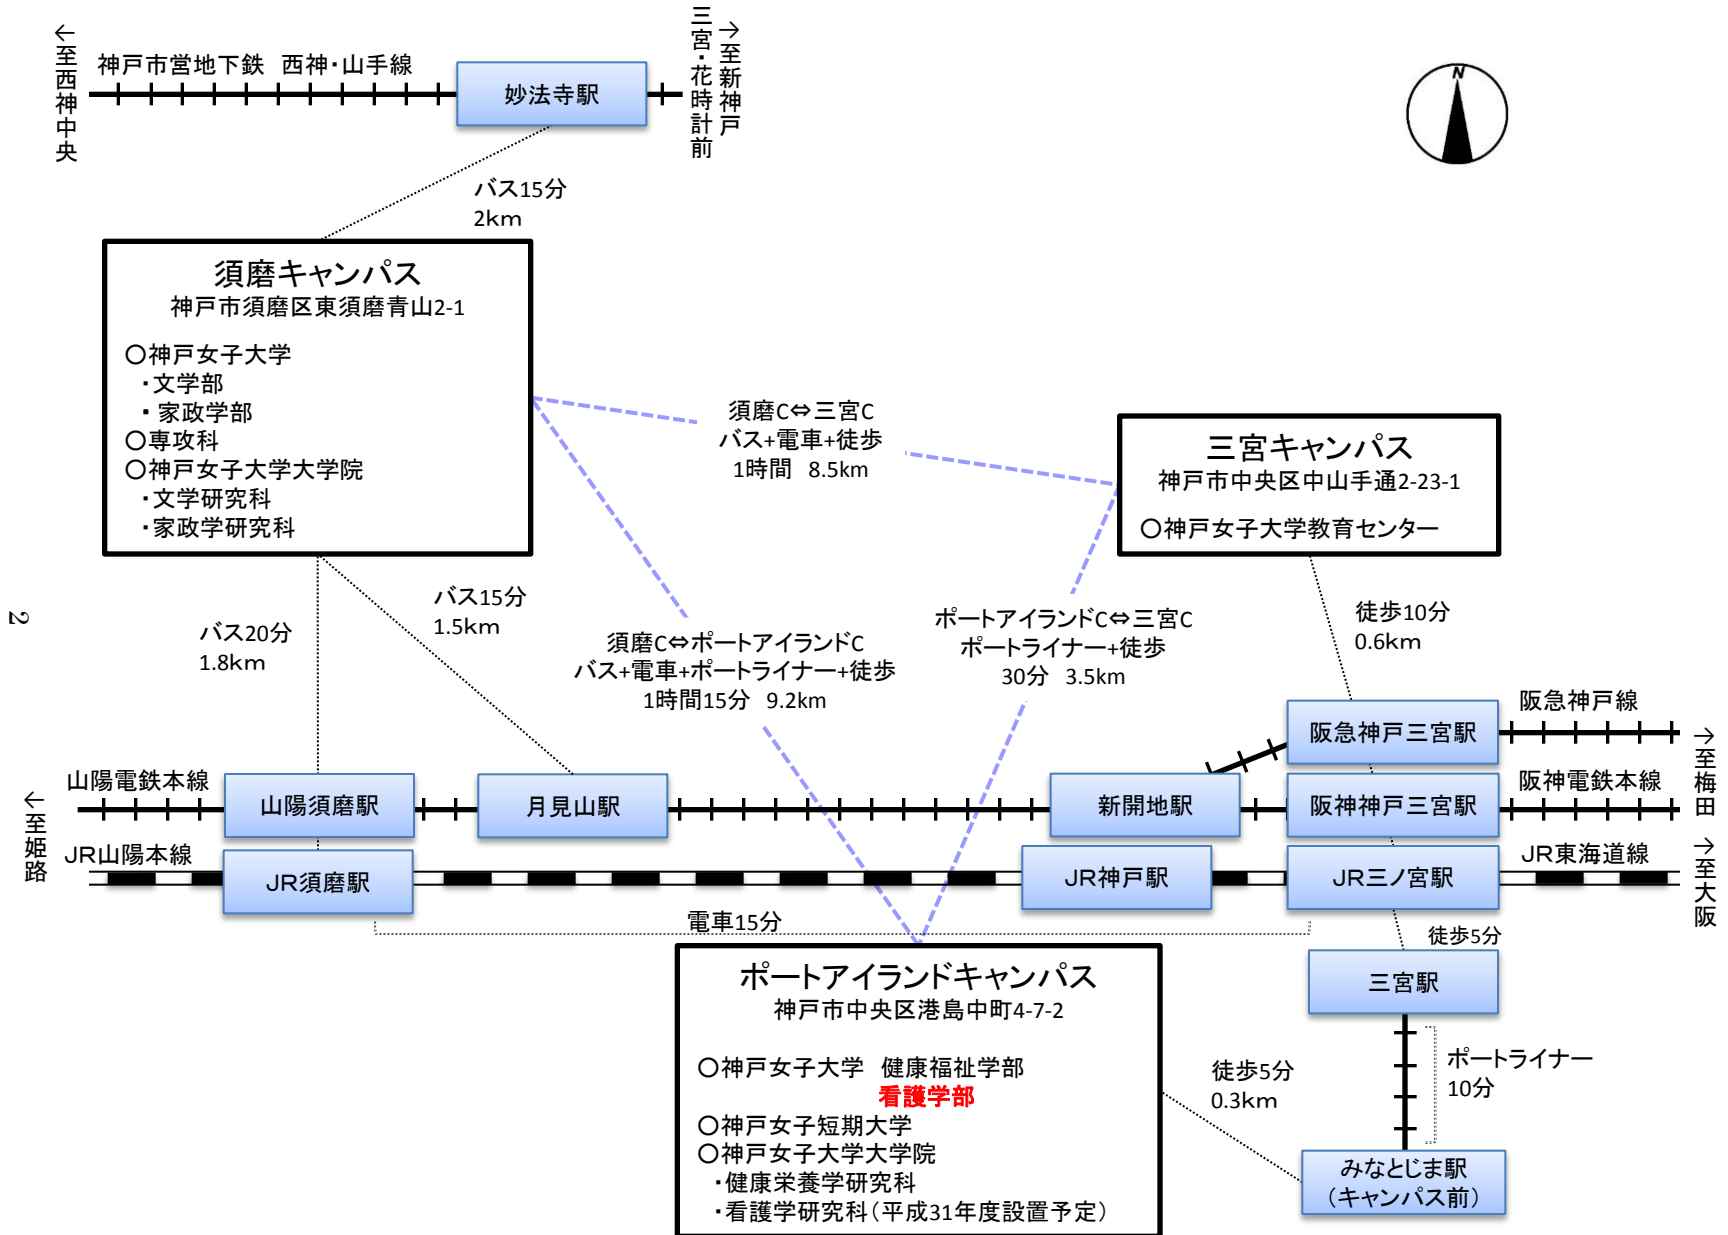 ←至西神中央
神戸市営地下鉄　西神・山手線
妙法寺駅
三宮・花時計前
→至新神戸
N
バス15分
2km
須磨キャンパス
神戸市須磨区東須磨青山2-1
○神戸女子大学
・文学部
・家政学部
○専攻科
○神戸女子大学大学院
・文学研究科
・家政学研究科
須磨C⇔三宮C
バス+電車+徒歩
1時間　8.5km
三宮キャンパス
神戸市中央区中山手通2-23-1
○神戸女子大学教育センター
バス20分
1.8km
バス15分
1.5km
須磨C⇔ポートアイランドC
バス+電車+ポートライナー+徒歩
1時間15分　9.2km
ポートアイランドC⇔三宮C
ポートライナー+徒歩
30分　3.5km
徒歩10分
0.6km
2
阪急神戸三宮駅
阪急神戸線
→至梅田
山陽電鉄本線
山陽須磨駅
月見山駅
新開地駅
阪神神戸三宮駅
阪神電鉄本線
←至姫路
JR山陽本線
JR須磨駅
JR神戸駅
JR三ノ宮駅
JR東海道線
→至大阪
電車15分
徒歩5分
三宮駅
ポートアイランドキャンパス
神戸市中央区港島中町4-7-2
○神戸女子大学　健康福祉学部
看護学部
○神戸女子短期大学
○神戸女子大学大学院
・健康栄養学研究科
・看護学研究科（平成31年度設置予定）
徒歩5分
0.3km
ポートライナー
10分
みなとじま駅
（キャンパス前）